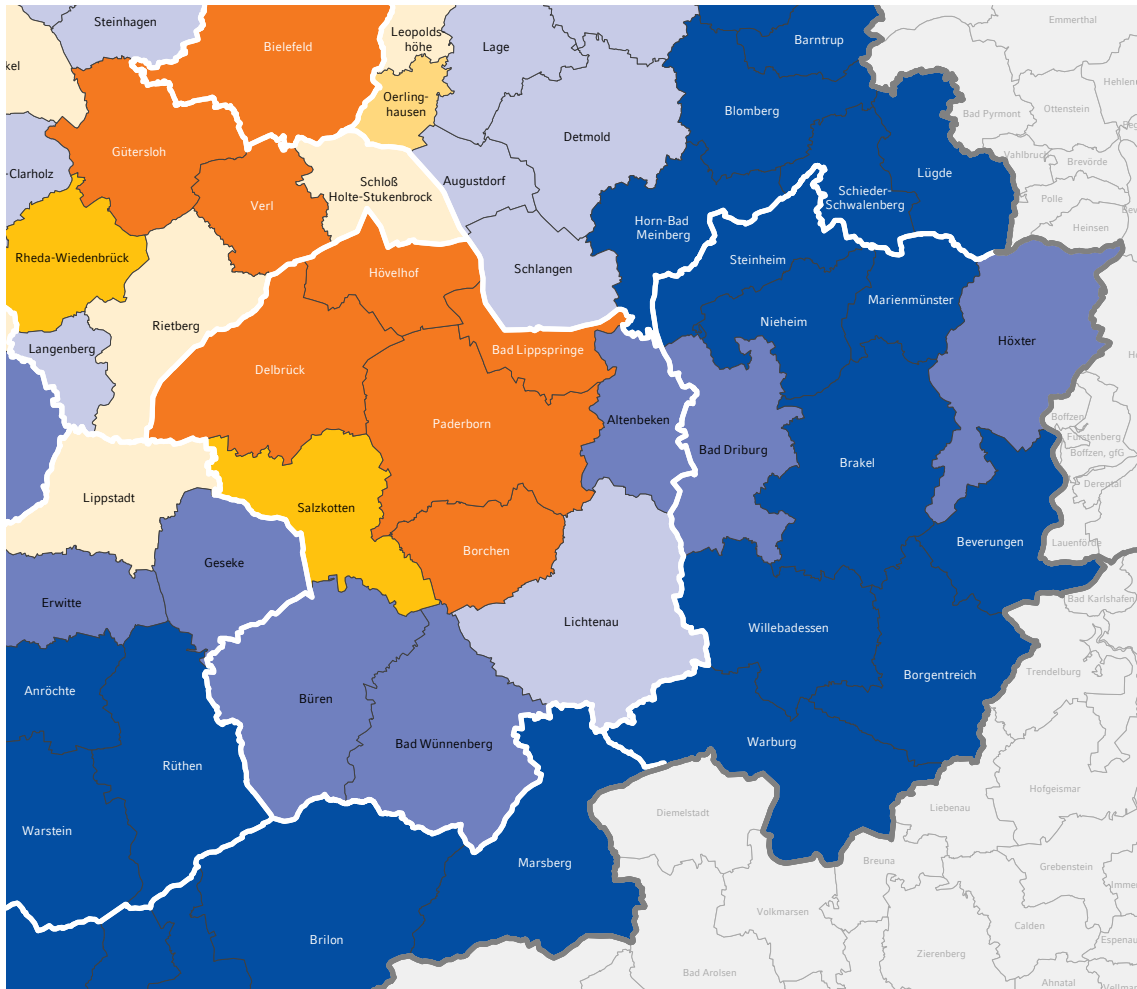 Steinhagen
Bielefeld
Leopolds
höhe
Lage
Barntrup
Emmerthal
kel
Oerling-
hausen
Blomberg
Ottenstein
Bad Pyrmont
Gütersloh
Detmold
Vahlbruch
Brevörde
-Clarholz
Schloß
Holte-Stukenbrock
Augustdorf
Lügde
Schieder-
Schwalenberg
Polle
Verl
Horn-Bad
Meinberg
Heinsen
Rheda-Wiedenbrück
Steinheim
Hövelhof
Schlangen
Marienmünster
Rietberg
Nieheim
Höxter
Langenberg
Bad Lippspringe
Delbrück
Boffzen
Paderborn
Altenbeken
Fürstenberg
Bad Driburg
Boffzen, gfG
Brakel
Derental
Lippstadt
Salzkotten
Beverungen
Lauenförde
Borchen
Geseke
Erwitte
Bad Karlshafen
Lichtenau
Willebadessen
Trendelburg
Borgentreich
Anröchte
Büren
Bad Wünnenberg
Warburg
Rüthen
Hofgeismar
Diemelstadt
Liebenau
Warstein
Marsberg
Breuna
Grebenstein
Volkmarsen
Calden
Brilon
Zierenberg
Bad Arolsen
Ahnatal